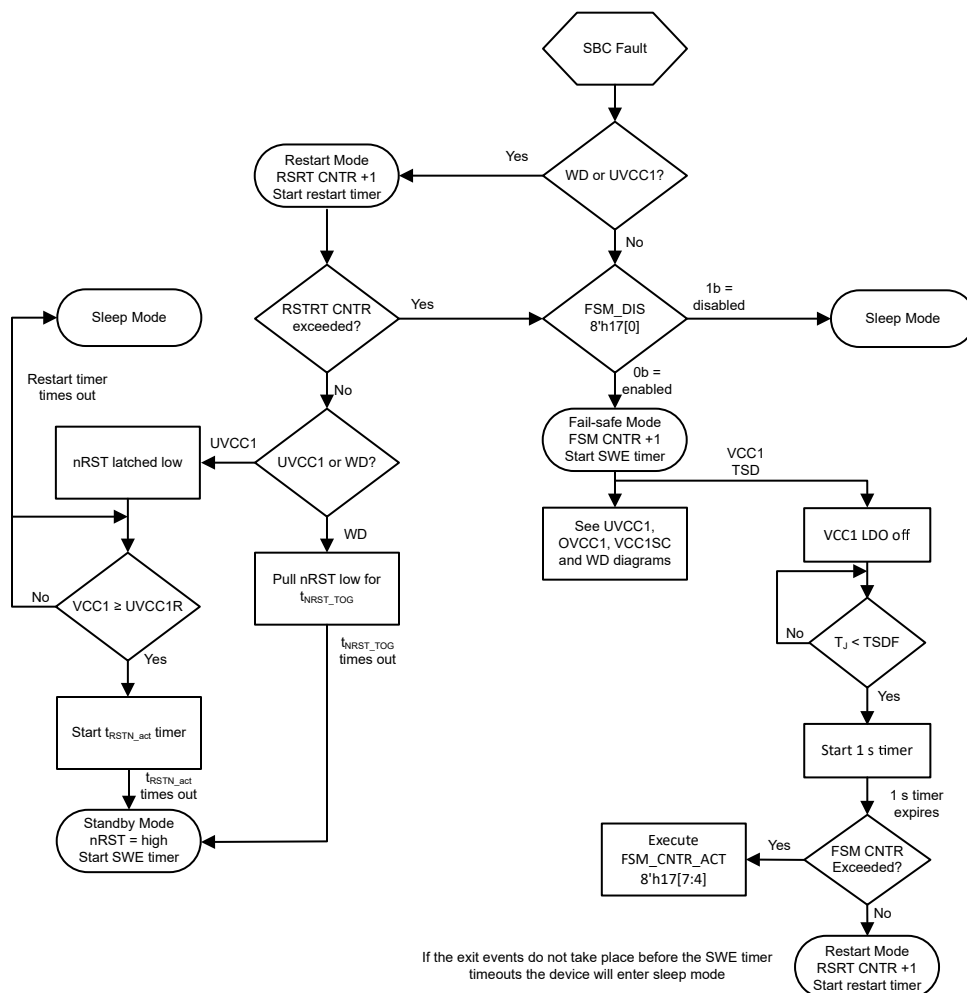 SBC Fault
WD or UVCC1?
Yes
No
Restart Mode
RSRT CNTR +1
Start restart timer
RSTRT CNTR
exceeded?
Yes
No
FSM_DIS
8'h17[0]
1b =
disabled
Sleep Mode
0b =
enabled
Sleep Mode
Restart timer
times out
UVCC1 or WD?
UVCC1
WD
nRST latched low
VCC1 ≥ UVCC1R
No
Yes
Start tRSTN_act timer
tRSTN_act
times out
Pull nRST low for
tNRST_TOG
tNRST_TOG
times out
Standby Mode
nRST = high
Start SWE timer
Fail-safe Mode
FSM CNTR +1
Start SWE timer
VCC1
TSD
See UVCC1,
OVCC1, VCC1SC
and WD diagrams
VCC1 LDO off
TJ < TSDF
No
Yes
Start 1 s timer
1 s timer
expires
FSM CNTR
Exceeded?
Yes
Execute
FSM_CNTR_ACT
8'h17[7:4]
No
Restart Mode
RSRT CNTR +1
Start restart timer
If the exit events do not take place before the SWE timer
timeouts the device will enter sleep mode